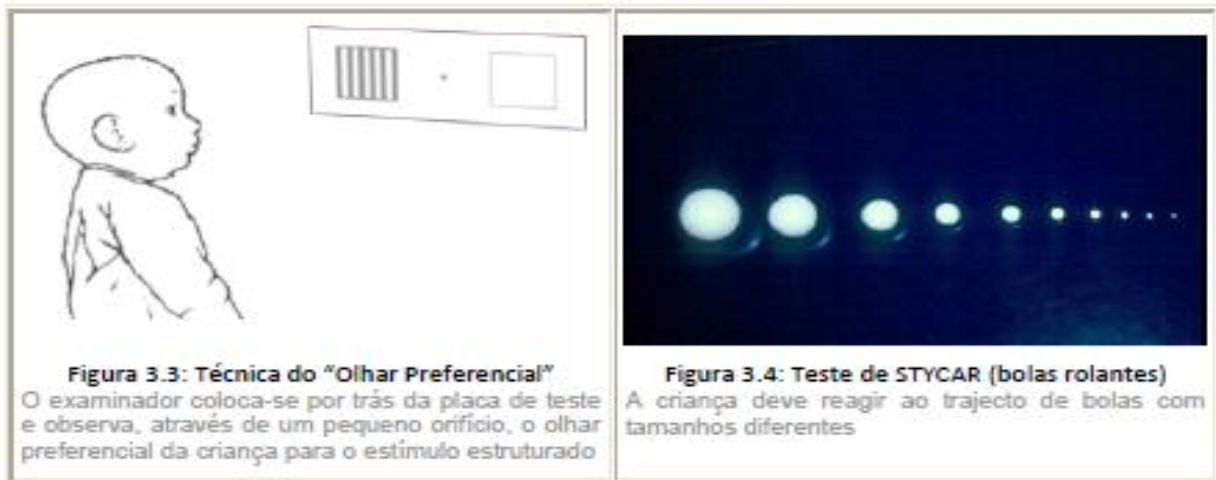 Figura 3.3: Técnica do “Olhar Preferencial”
O examinador coloca-se por trás da placa de teste
e observa, através de um pequeno orifício, o olhar
preferencial da criança para o estímulo estruturado
Figura 3.4: Teste de STYCAR (bolas rolantes)
A criança deve reagir ao trajecto de bolas com
tamanhos diferentes